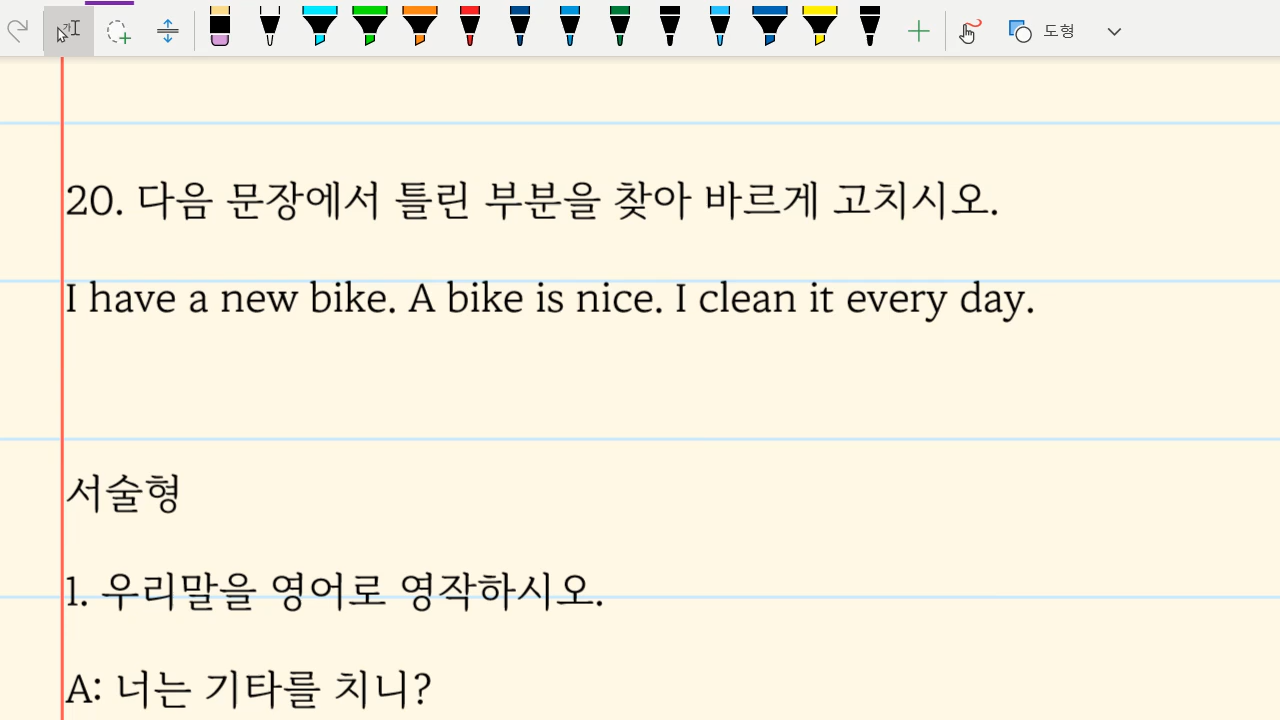 도형
20. 다음 문장에서 틀린 부분을 찾아 바르게 고치시오.
I have a new bike. A bike is nice. I clean it every day.
서술형
1. 우리말을 영어로 영작하시오.
A: 너는 기타를 치니?